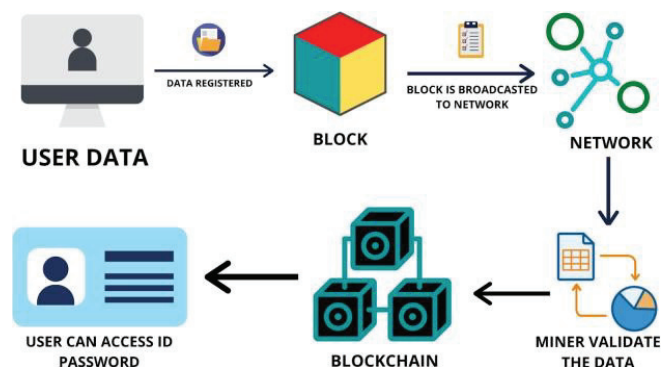 USER DATA
DATA REGISTERED
BLOCK
BLOCK IS BROADCASTED
TO NETWORK
NETWORK
MINER VALIDATE
THE DATA
BLOCKCHAIN
USER CAN ACCESS ID
PASSWORD